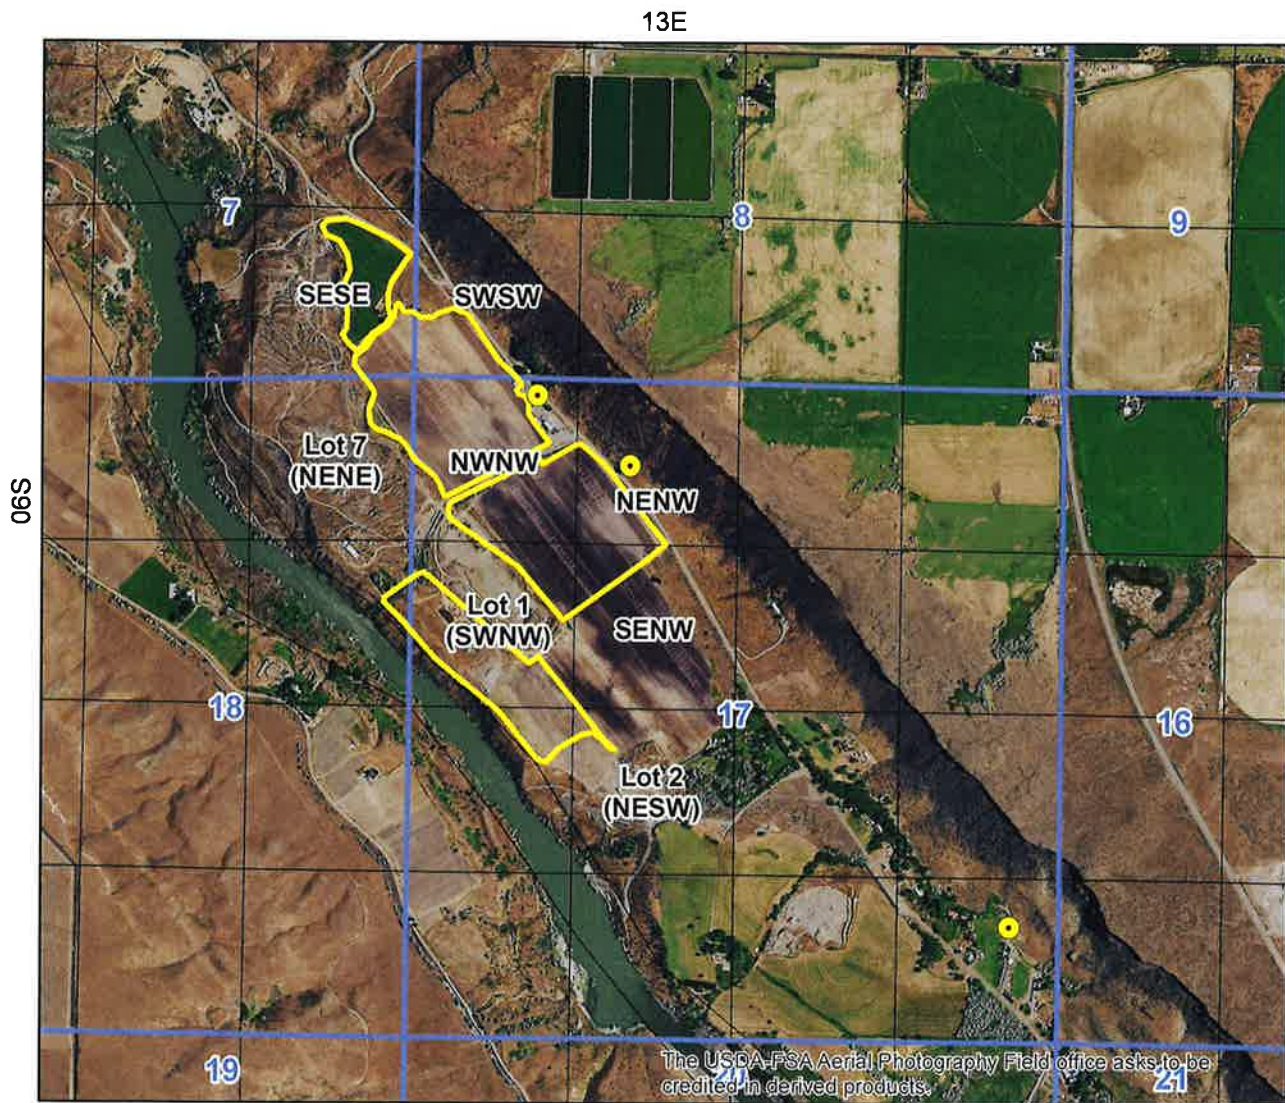 13E
7
8
9
SESE
SWSW
Lot 7
(NENE)
NWNW
NENW
06S
Lot 1
(SWNW)
SENW
18
17
16
Lot 2
(NESW)
The USDA-FSA Aerial Photography Field office asks to be
credited in derived products.
19
20
21